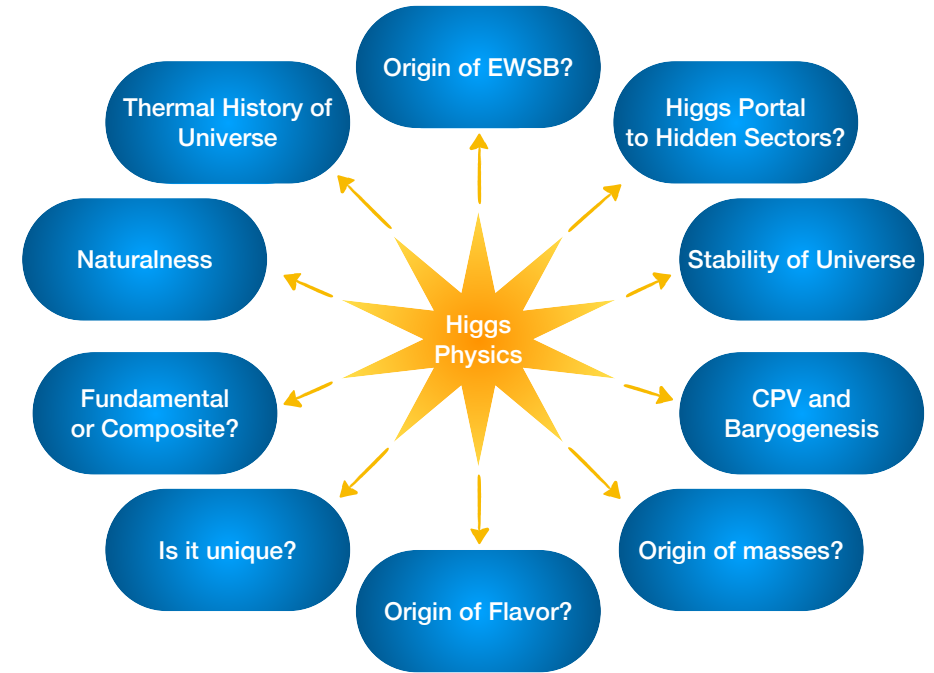 Origin of EWSB?
Thermal History of
Universe
Higgs Portal
to Hidden Sectors?
Naturalness
Stability of Universe
Higgs
Physics
Fundamental
or Composite?
CPV and
Baryogenesis
Is it unique?
Origin of masses?
Origin of Flavor?